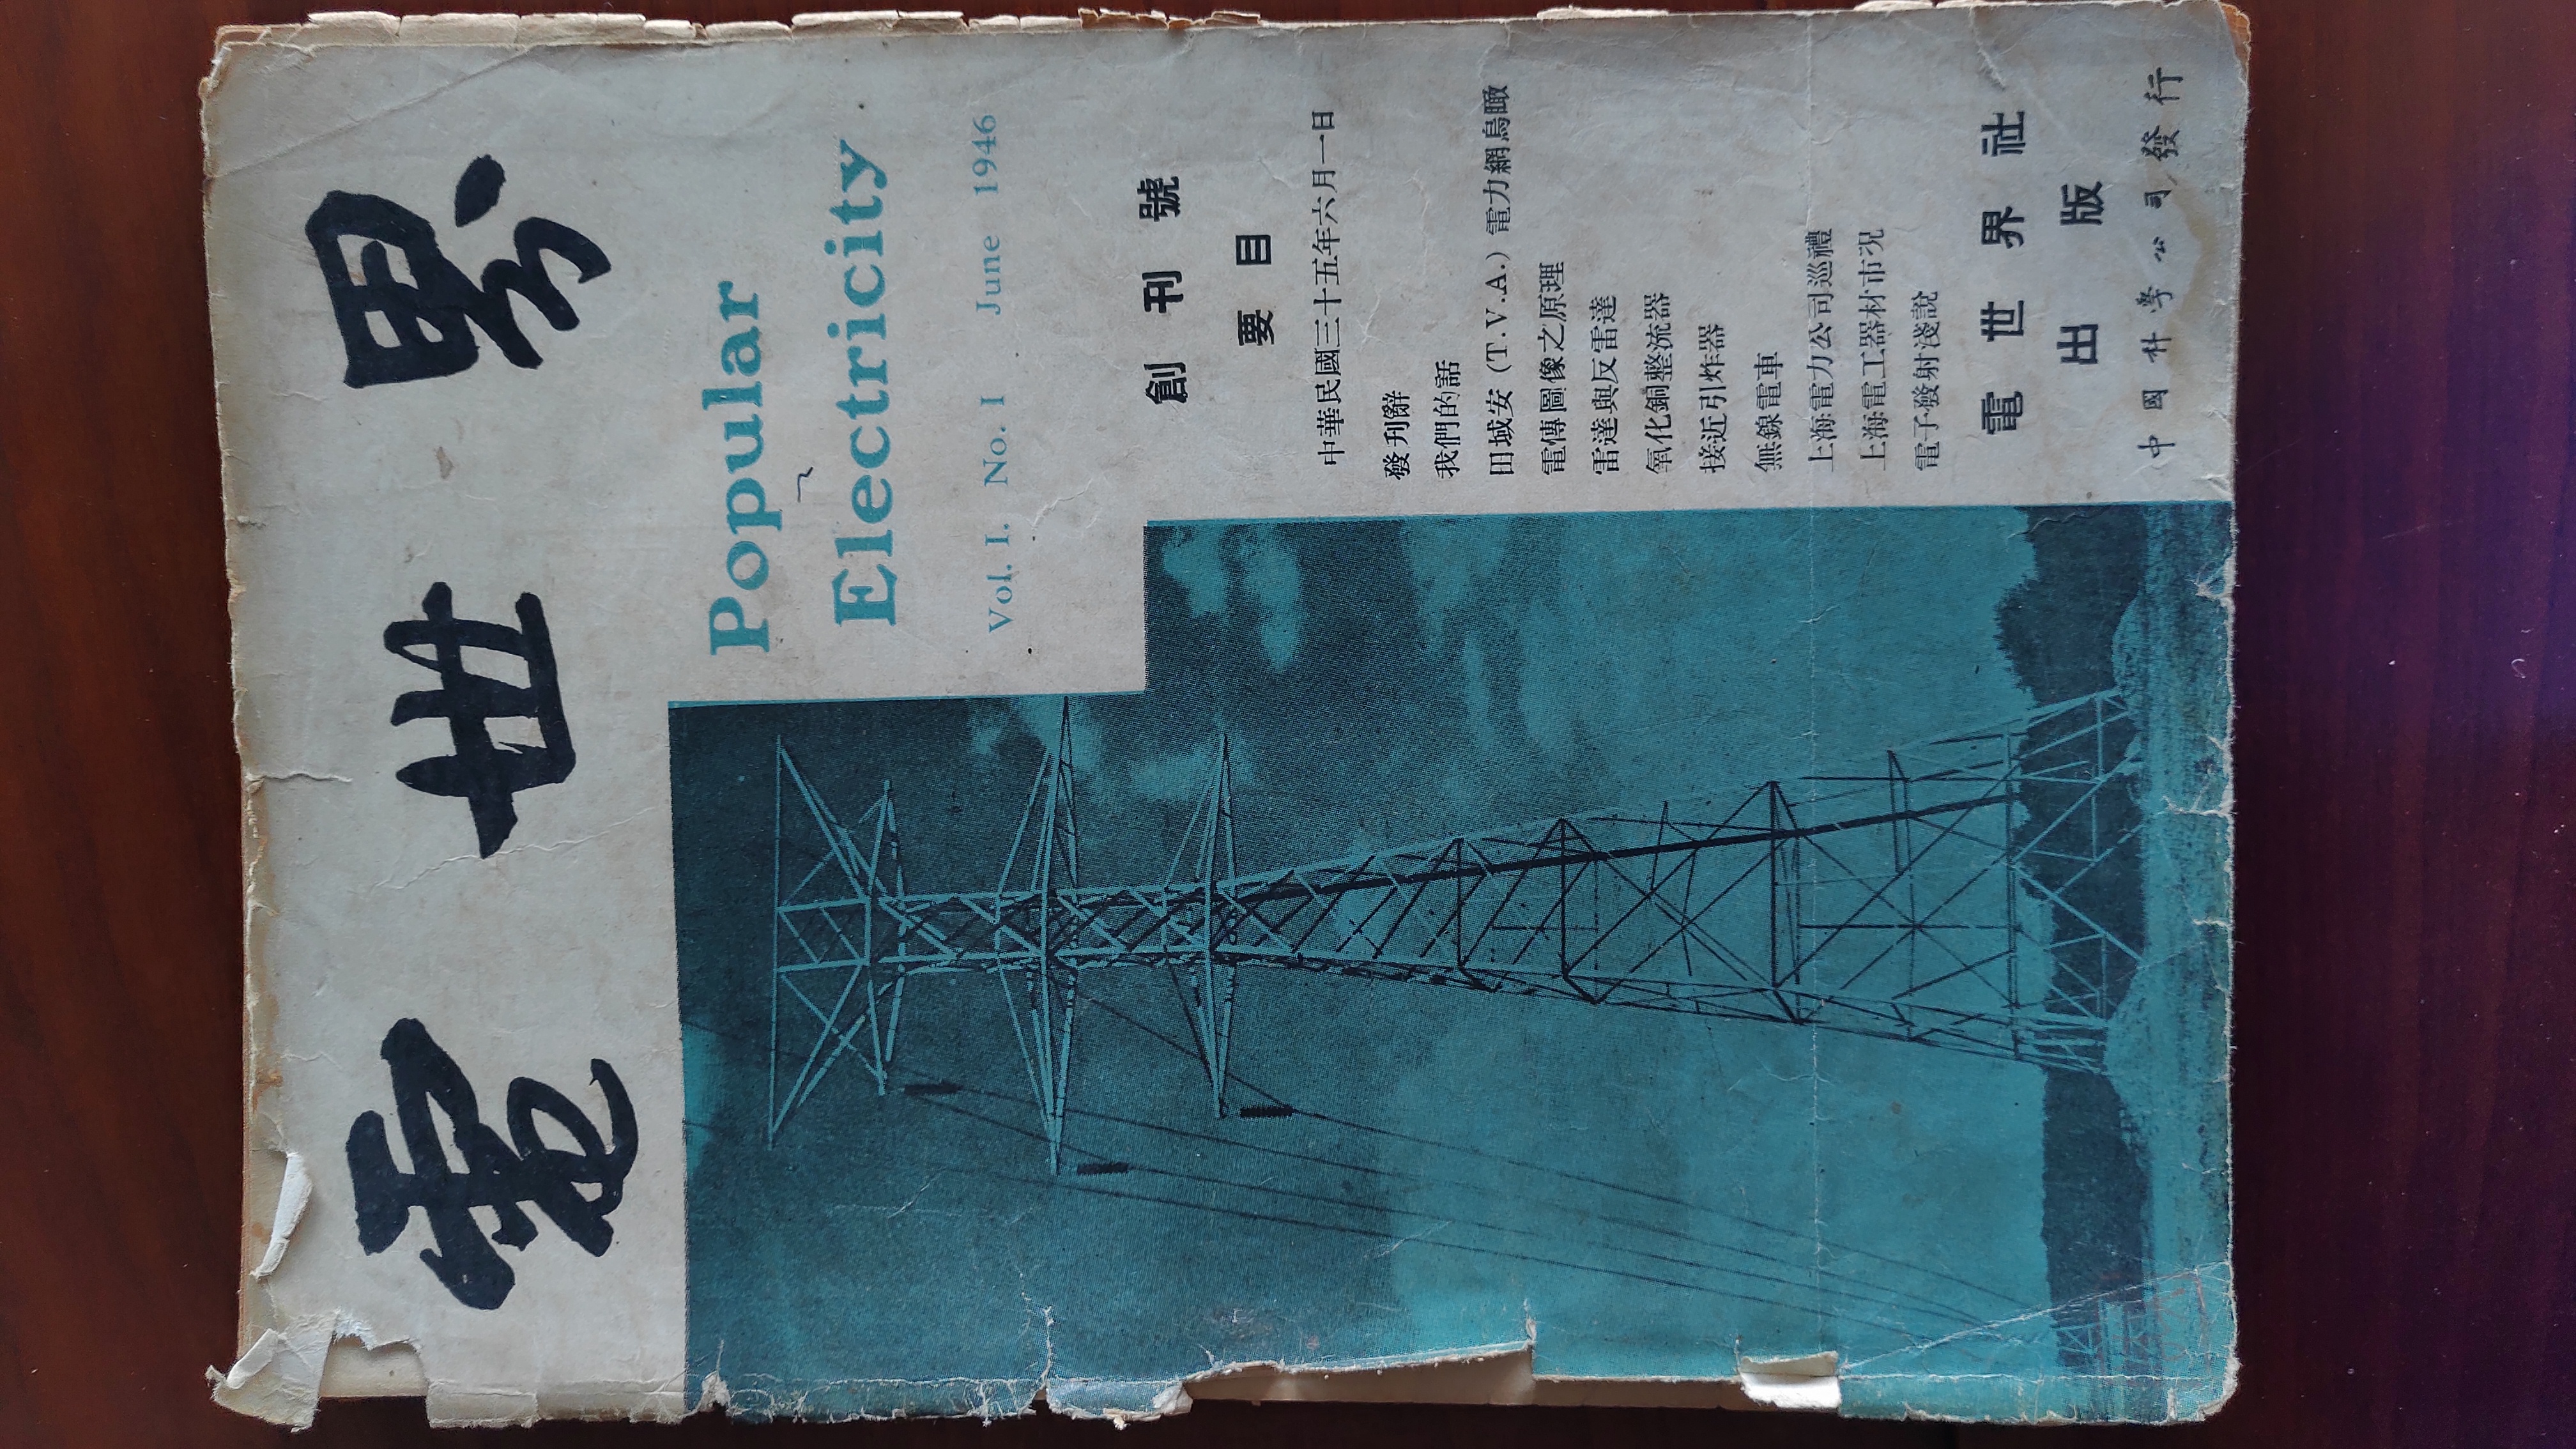 電世界
Popular
Electricity
Vol. I. No. I June 1946
創刊號
要目
中華民國三十五年六月一日
發刊辭
我們的話
田域安(T.V.A.)電力網鳥瞰
電傳圖像之原理
雷達與反雷達
氧化銅整流器
接近引炸器
無線電車
上海電力公司巡禮
上海電工器材市况
電子發射淺說
電世界社
出版
中國科學公司發行